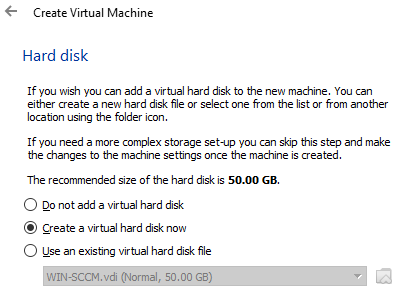 Create Virtual Machine
Hard disk
If you wish you can add a virtual hard disk to the new machine. You can
either create a new hard disk file or select one from the list or from another
location using the folder icon.
If you need a more complex storage set-up you can skip this step and make
the changes to the machine settings once the machine is created.
The recommended size of the hard disk is 50.00 GB.
Do not add a virtual hard disk
Create a virtual hard disk now
Use an existing virtual hard disk file
WIN-SCCM.vdi (Normal, 50.00 GB)